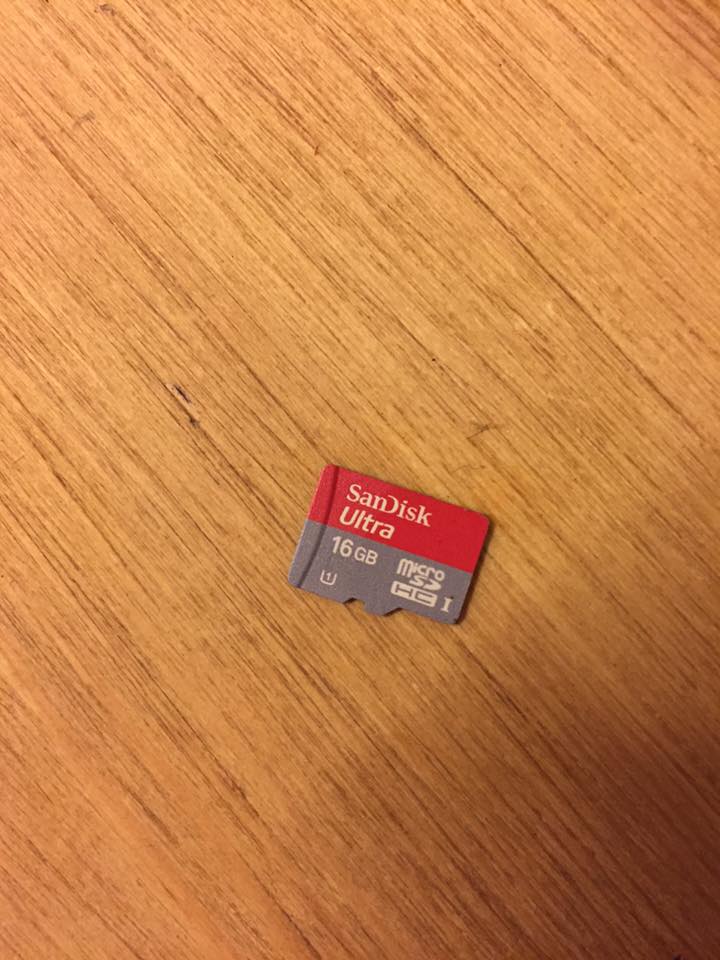 SanDisk
Ultra
16GB
1
micro
SD
HC I